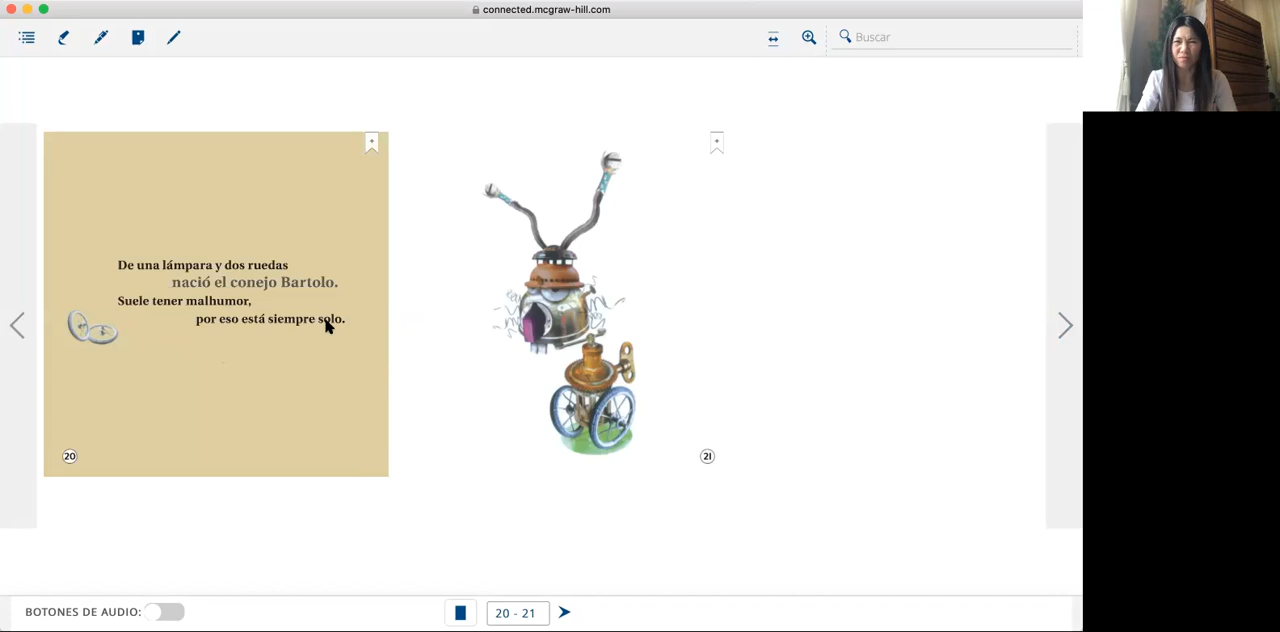 connected.mcgraw-hill.com
Buscar
De una lámpara y dos ruedas
nació el conejo Bartolo.
Suele tener malhumor,
por eso está siempre solo.
20
21
BOTONES DE AUDIO:
20 - 21